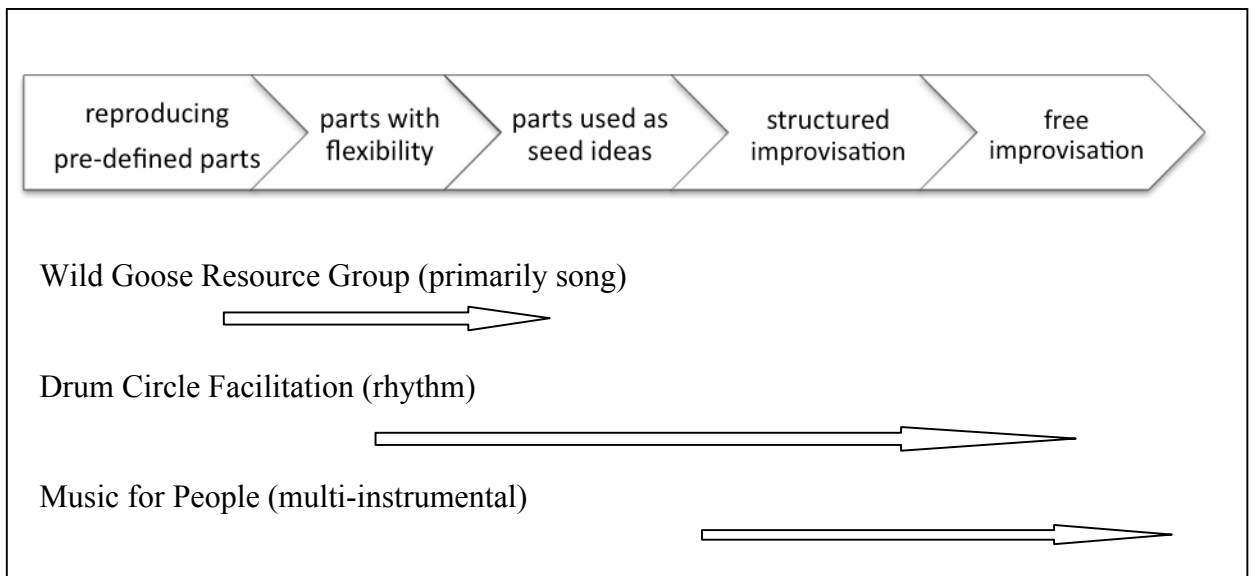 reproducing
pre-defined parts
parts with
flexibility
parts used as
seed ideas
structured
improvisation
free
improvisation
Wild Goose Resource Group (primarily song)
Drum Circle Facilitation (rhythm)
Music for People (multi-instrumental)